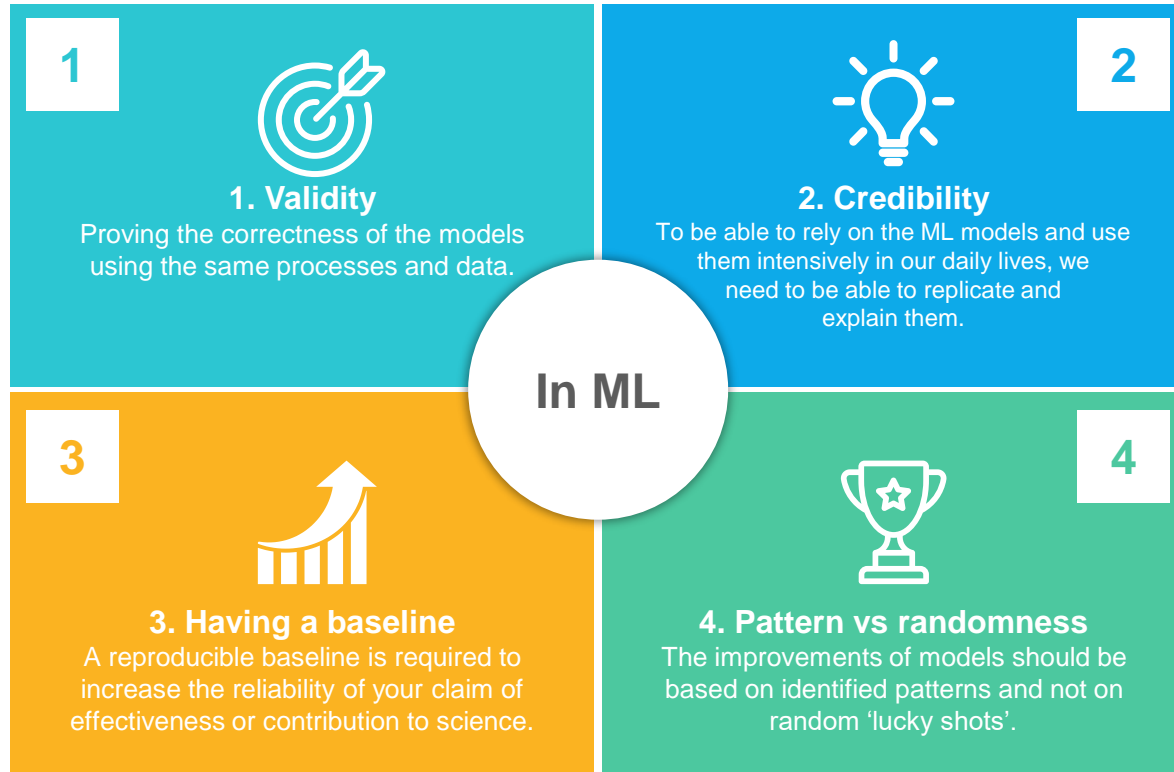 1
1. Validity
Proving the correctness of the models
using the same processes and data.
2
2. Credibility
To be able to rely on the ML models and use
them intensively in our daily lives, we
need to be able to replicate and
explain them.
In ML
3
3. Having a baseline
A reproducible baseline is required to
increase the reliability of your claim of
effectiveness or contribution to science.
4
4. Pattern vs randomness
The improvements of models should be
based on identified patterns and not on
random ‘lucky shots’.